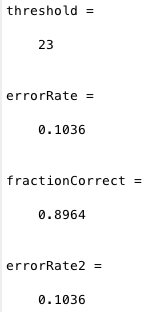 threshold =
23
errorRate =
0.1036
fractionCorrect =
0.8964
errorRate2 =
0.1036